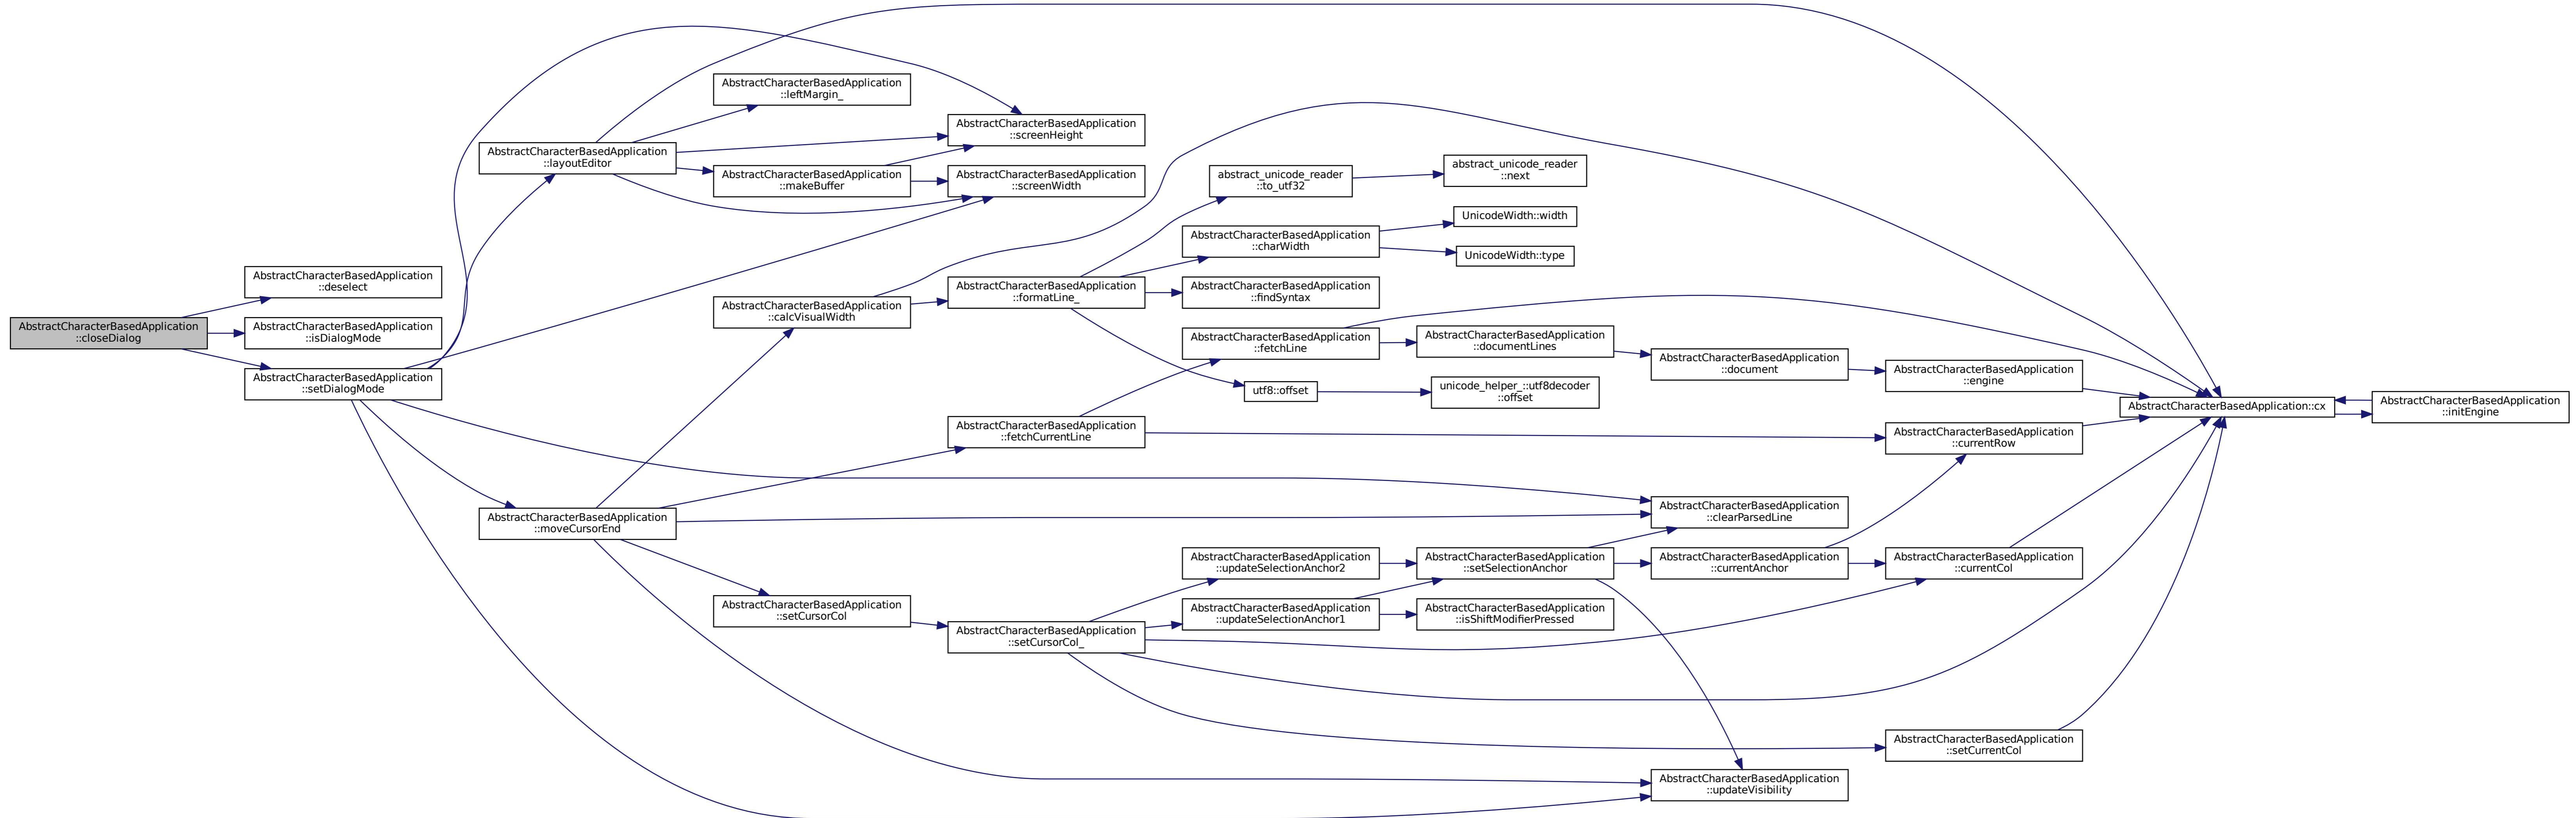 AbstractCharacterBasedApplication
::closeDialog
AbstractCharacterBasedApplication
::deselect
AbstractCharacterBasedApplication
::isDialogMode
AbstractCharacterBasedApplication
::setDialogMode
AbstractCharacterBasedApplication
::layoutEditor
AbstractCharacterBasedApplication
::moveCursorEnd
AbstractCharacterBasedApplication
::leftMargin_
AbstractCharacterBasedApplication
::makeBuffer
AbstractCharacterBasedApplication
::calcVisualWidth
AbstractCharacterBasedApplication
::setCursorCol
AbstractCharacterBasedApplication
::screenHeight
AbstractCharacterBasedApplication
::screenWidth
AbstractCharacterBasedApplication
::formatLine_
AbstractCharacterBasedApplication
::fetchCurrentLine
AbstractCharacterBasedApplication
::setCursorCol_
abstract_unicode_reader
::to_utf32
AbstractCharacterBasedApplication
::charWidth
AbstractCharacterBasedApplication
::findSyntax
AbstractCharacterBasedApplication
::fetchLine
utf8::offset
AbstractCharacterBasedApplication
::updateSelectionAnchor2
AbstractCharacterBasedApplication
::updateSelectionAnchor1
abstract_unicode_reader
::next
UnicodeWidth::width
UnicodeWidth::type
AbstractCharacterBasedApplication
::documentLines
unicode_helper_::utf8decoder
::offset
AbstractCharacterBasedApplication
::setSelectionAnchor
AbstractCharacterBasedApplication
::isShiftModifierPressed
AbstractCharacterBasedApplication
::document
AbstractCharacterBasedApplication
::clearParsedLine
AbstractCharacterBasedApplication
::currentAnchor
AbstractCharacterBasedApplication
::updateVisibility
AbstractCharacterBasedApplication
::engine
AbstractCharacterBasedApplication
::currentRow
AbstractCharacterBasedApplication
::currentCol
AbstractCharacterBasedApplication
::setCurrentCol
AbstractCharacterBasedApplication::cx
AbstractCharacterBasedApplication
::initEngine